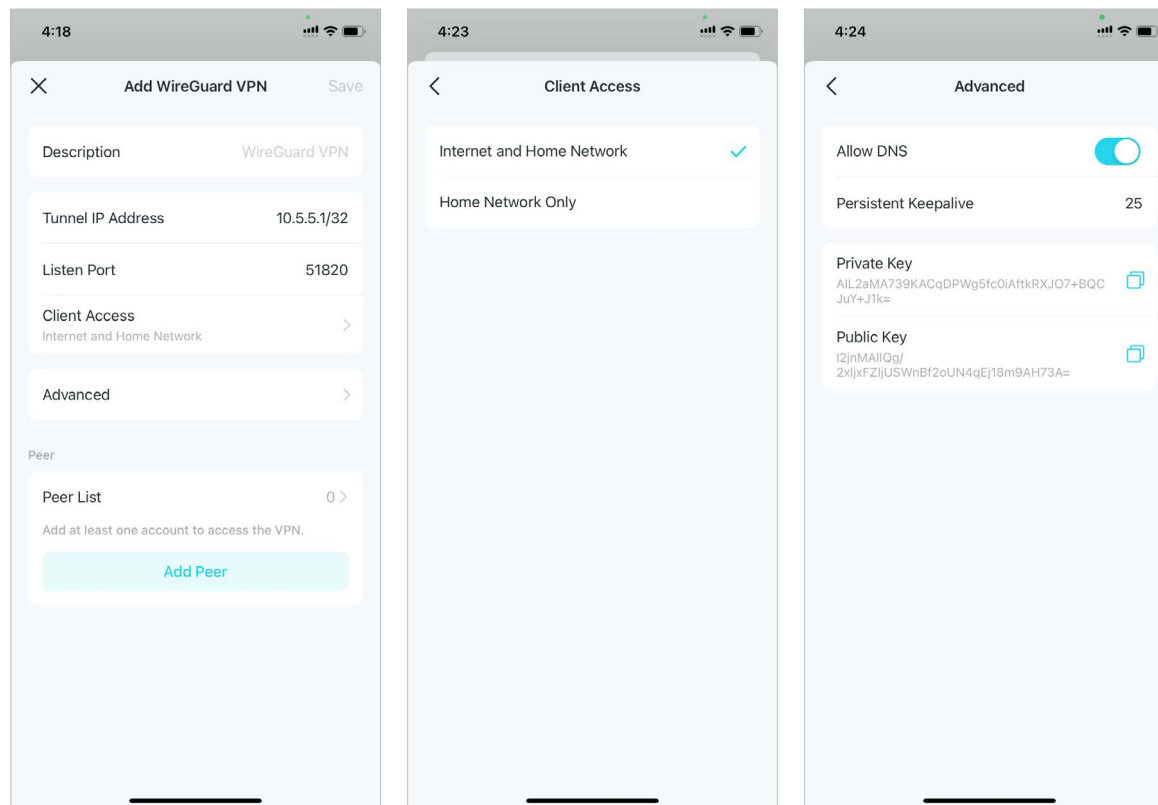 4:18
Add WireGuard VPN Save
Description WireGuard VPN
Tunnel IP Address 10.5.5.1/32
Listen Port 51820
Client Access
Internet and Home Network
Advanced
Peer
Peer List 0
Add at least one account to access the VPN.
Add Peer
4:23
Client Access
Internet and Home Network
Home Network Only
4:24
Advanced
Allow DNS
Persistent Keepalive 25
Private Key
AIL2aMA739KACqDPWg5fc0iAftkRXJO7+BQC
JuY+J1k=
Public Key
I2jnMAlIQg/
2xljxFZljUSWnBf2oUN4qEj18m9AH73A=